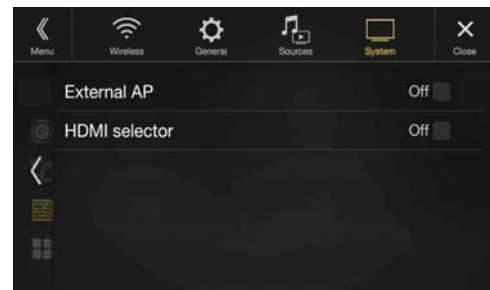 Menu Wireless General Sources System Close
External AP Off
HDMI selector Off